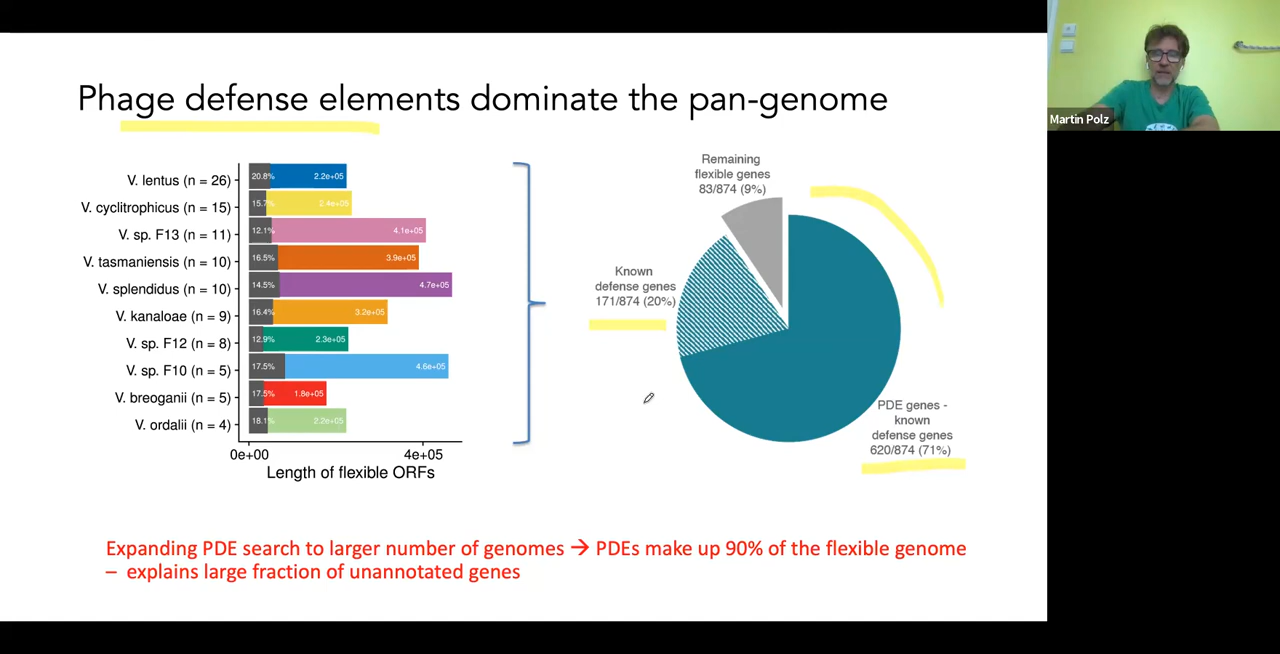 Phage defense elements dominate the pan-genome
Martin Polz
V. lentus (n = 26)
20.8%
2.2e+05
V. cyclitrophicus (n = 15)
15.7%
2.4e+05
V. sp. F13 (n = 11)
12.1%
4.1e+05
V. tasmaniensis (n = 10)
16.5%
3.9e+05
V. splendidus (n = 10)
14.5%
4.7e+05
V. kanaloae (n = 9)
16.4%
3.2e+05
V. sp. F12 (n = 8)
12.9%
2.3e+05
V. sp. F10 (n = 5)
17.5%
4.6e+05
V. breoganii (n = 5)
17.5%
1.8e+05
V. ordalii (n = 4)
18.1%
2.2e+05
0e+00
4e+05
Length of flexible ORFs
Remaining
flexible genes
83/874 (9%)
Known
defense genes
171/874 (20%)
PDE genes -
known
defense genes
620/874 (71%)
Expanding PDE search to larger number of genomes → PDEs make up 90% of the flexible genome
– explains large fraction of unannotated genes